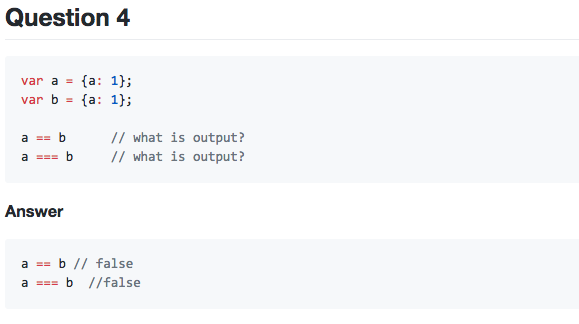 Question 4
var a = {a: 1};
var b = {a: 1};
a == b      // what is output?
a === b     // what is output?
Answer
a == b // false
a === b  //false